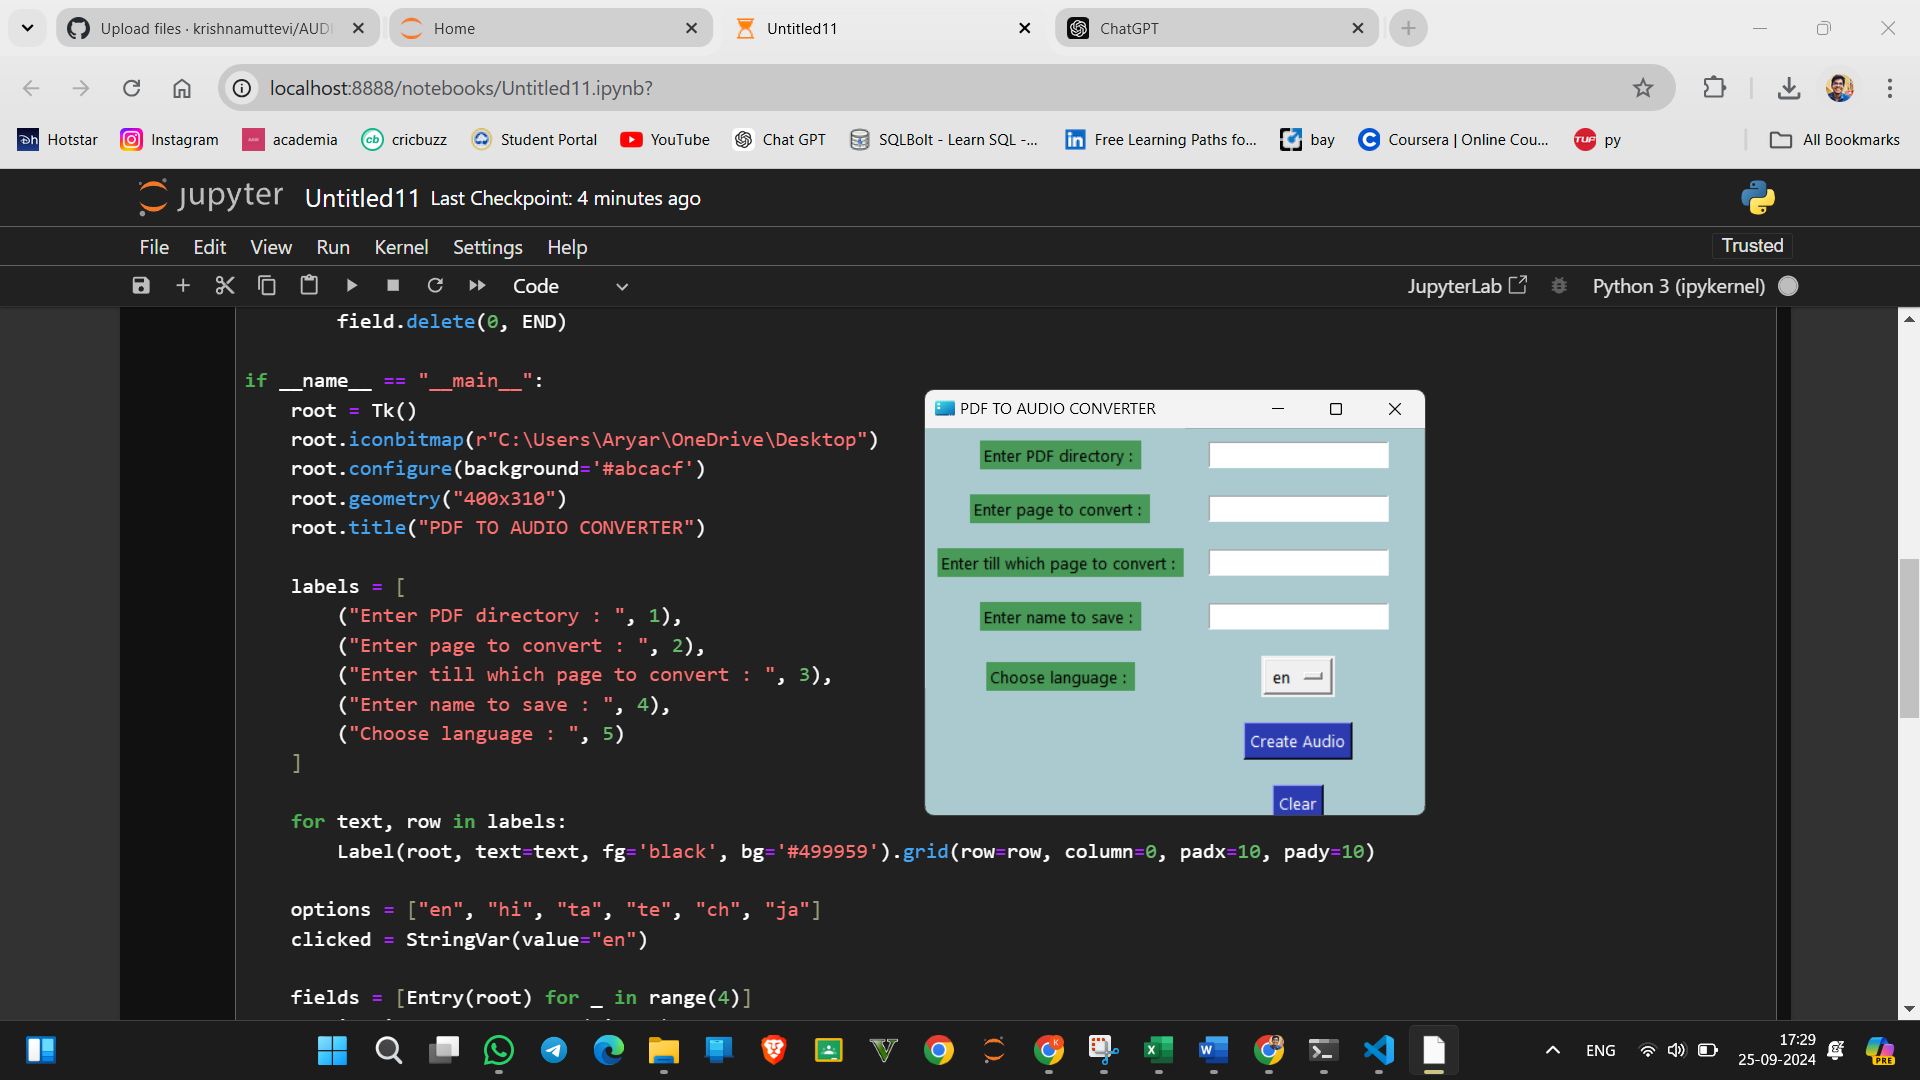 Upload files · krishnamuttevi/AUD
Home
Untitled11
ChatGPT
localhost:8888/notebooks/Untitled11.ipynb?
Hotstar
Instagram
academia
cricbuzz
Student Portal
YouTube
Chat GPT
SQLBolt - Learn SQL -...
Free Learning Paths fo...
bay
Coursera | Online Cou...
py
All Bookmarks
jupyter Untitled11 Last Checkpoint: 4 minutes ago
File Edit View Run Kernel Settings Help
Trusted
Code
JupyterLab
Python 3 (ipykernel)
field.delete(0, END)
if __name__ == "__main__":
root = Tk()
root.iconbitmap(r"C:\Users\Aryar\OneDrive\Desktop")
root.configure(background='#abcacf')
root.geometry("400x310")
root.title("PDF TO AUDIO CONVERTER")
labels = [
("Enter PDF directory : ", 1),
("Enter page to convert : ", 2),
("Enter till which page to convert : ", 3),
("Enter name to save : ", 4),
("Choose language : ", 5)
]
for text, row in labels:
Label(root, text=text, fg='black', bg='#499959').grid(row=row, column=0, padx=10, pady=10)
options = ["en", "hi", "ta", "te", "ch", "ja"]
clicked = StringVar(value="en")
fields = [Entry(root) for _ in range(4)]
PDF TO AUDIO CONVERTER
Enter PDF directory :
Enter page to convert :
Enter till which page to convert :
Enter name to save :
Choose language :
en
Create Audio
Clear
ENG
17:29
25-09-2024